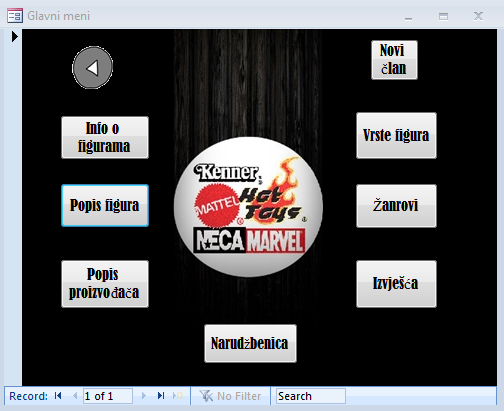 Glavni meni
Novi
član
Info o
figurama
Vrste figura
Kenner
MATTEL
Hot
Toys
NECA MARVEL
Popis figura
Žanrovi
Popis
proizvođača
Izvješća
Narudžbenica
Record: 1 of 1 No Filter Search